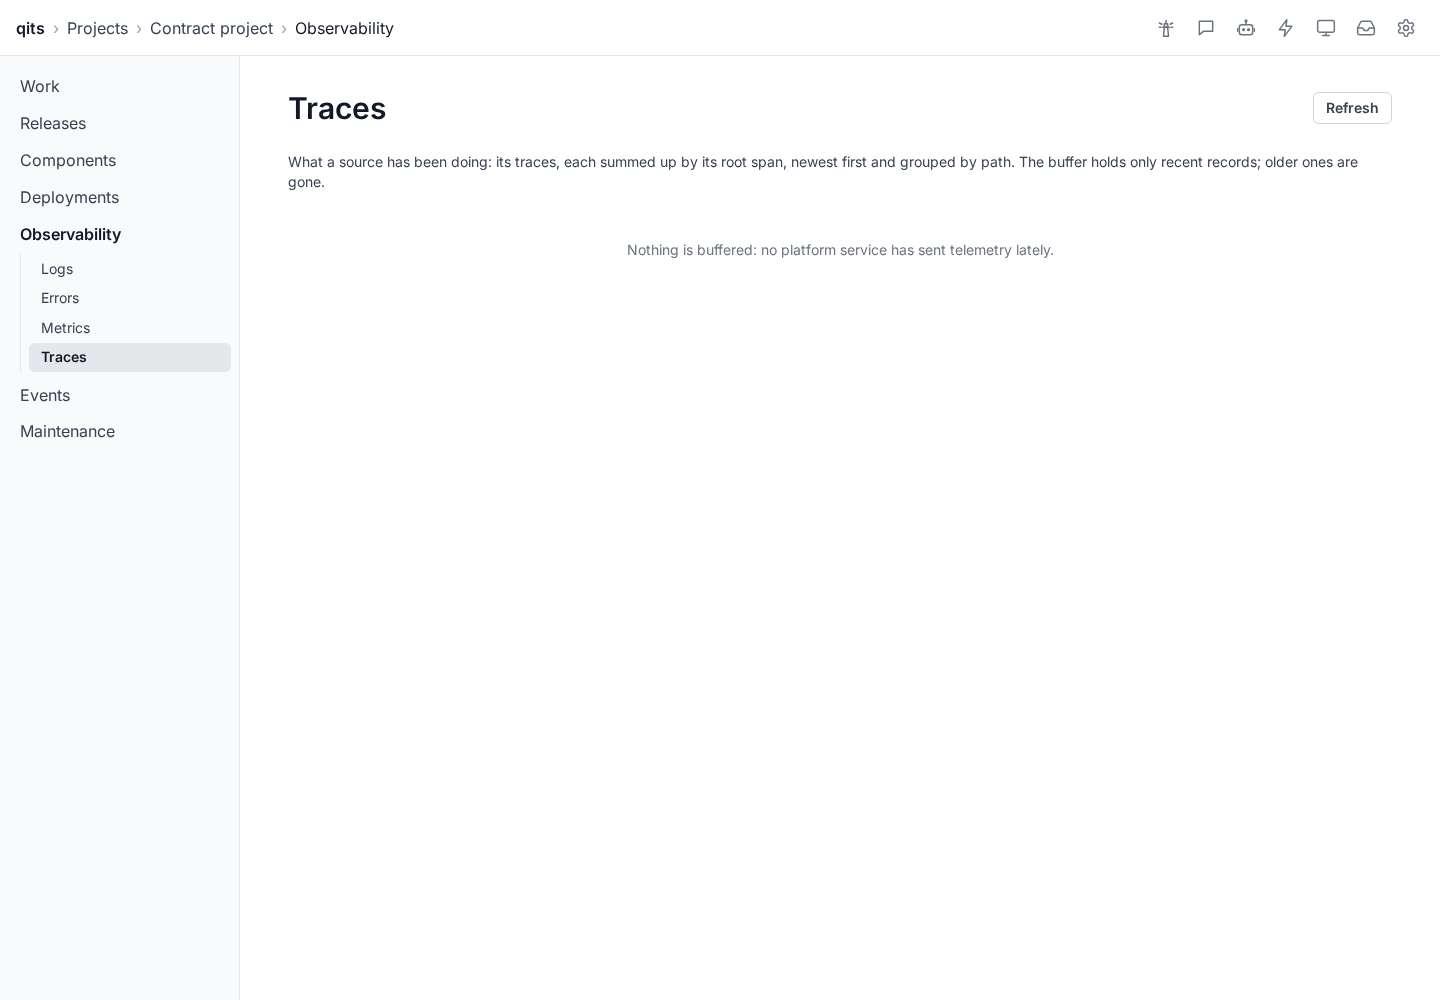 qits › Projects › Contract project › Observability
Work
Releases
Components
Deployments
Observability
Logs
Errors
Metrics
Traces
Events
Maintenance
Traces
Refresh
What a source has been doing: its traces, each summed up by its root span, newest first and grouped by path. The buffer holds only recent records; older ones are
gone.
Nothing is buffered: no platform service has sent telemetry lately.